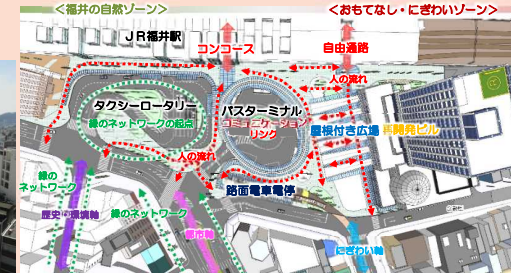 ＜福井の自然ゾーン＞
＜おもてなし・にぎわいゾーン＞
ＪＲ福井駅
コンコース
自由通路
人の流れ
タクシーロータリー
緑のネットワークの起点
バスターミナル
コミュニケーション
リンク
屋根付き広場
再開発ビル
人の流れ
路面電車電停
緑の
ネットワーク
歴史・環境軸
緑のネットワーク
都市軸
にぎわい軸